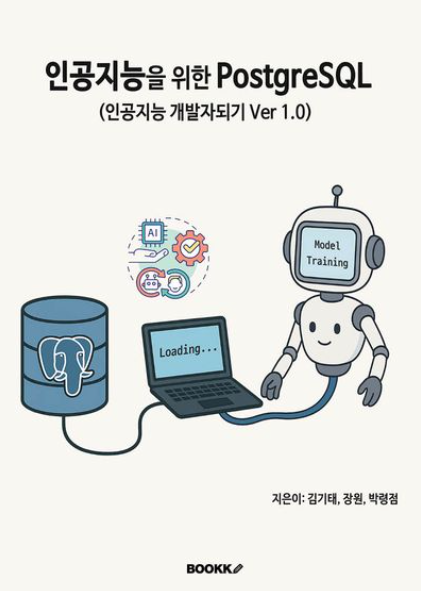 인공지능을 위한 PostgreSQL
(인공지능 개발자되기 Ver 1.0)
AI
Model
Training
Loading...
지은이: 김기태, 장원, 박령점
BOOKK